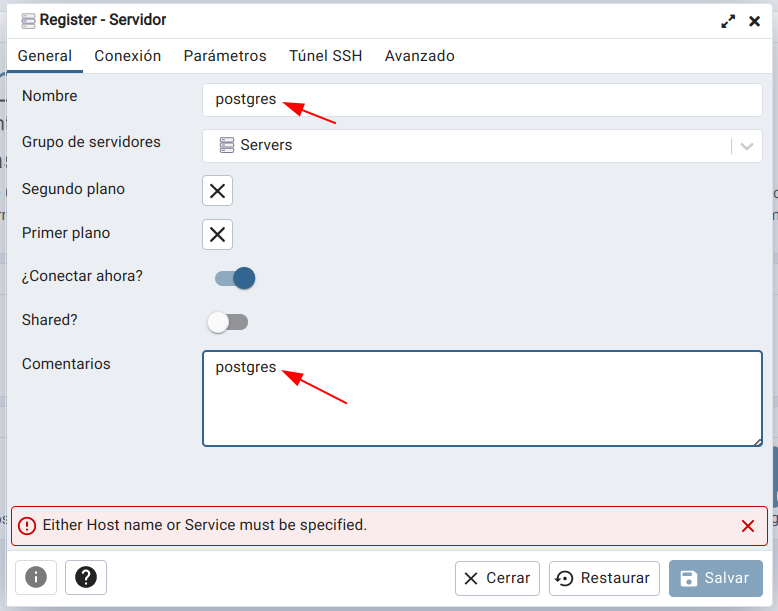 Register - Servidor
General Conexión Parámetros Túnel SSH Avanzado
Nombre postgres
Grupo de servidores Servers
Segundo plano
Primer plano
¿Conectar ahora?
Shared?
Comentarios postgres
Either Host name or Service must be specified.
Cerrar Restaurar Salvar